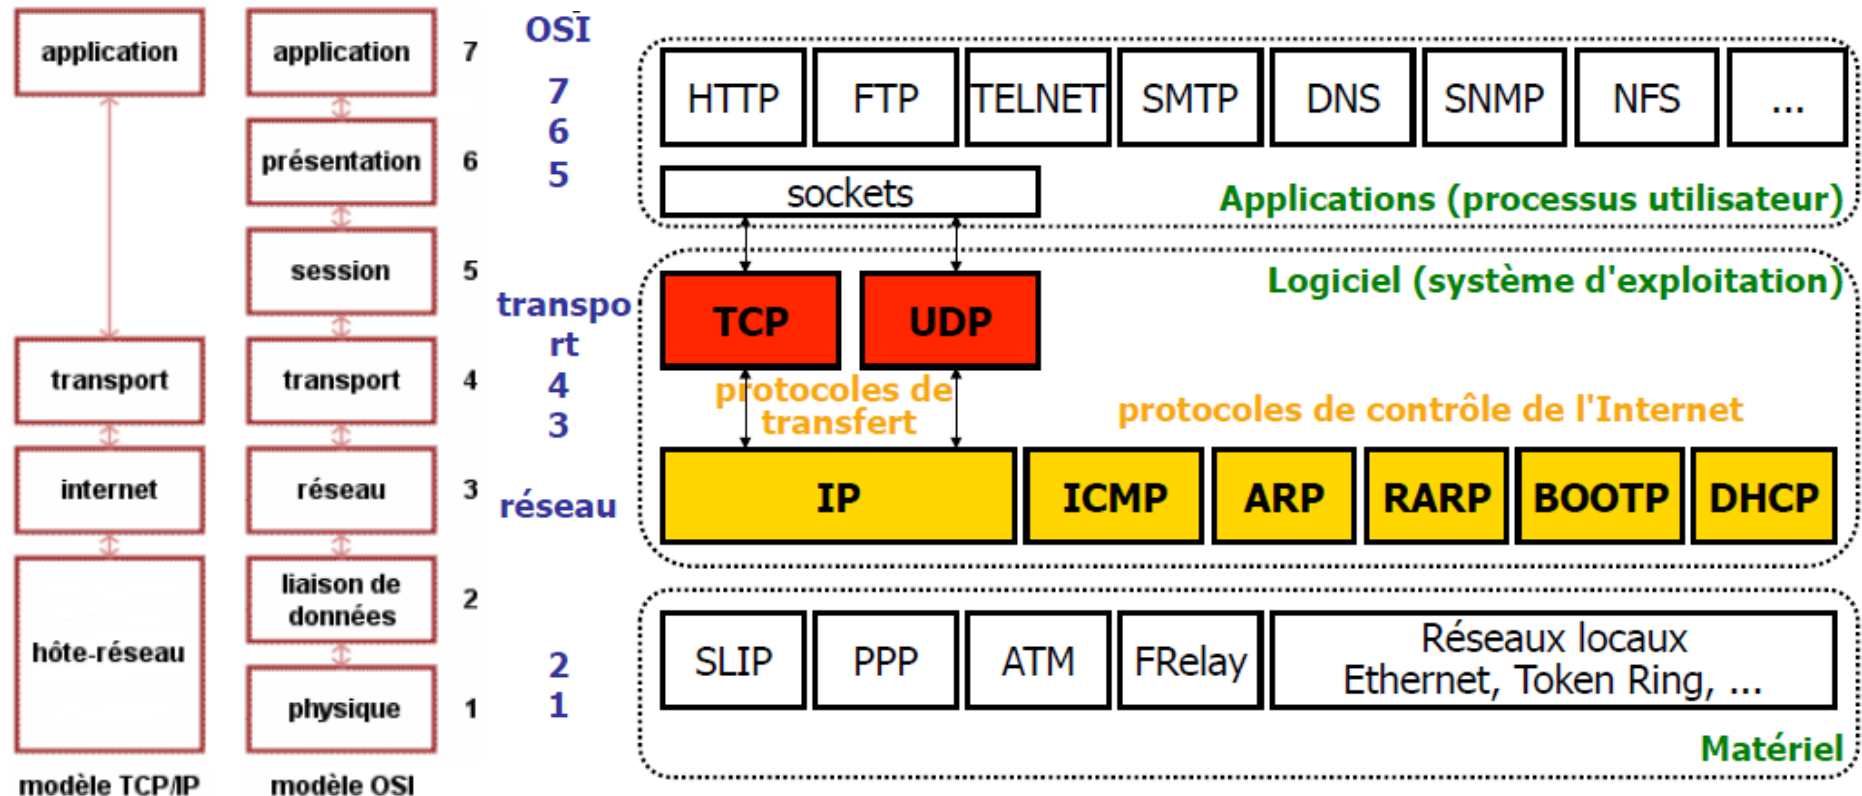 application
transport
internet
hôte-réseau
modèle TCP/IP
application 7
présentation 6
session 5
transport 4
réseau 3
liaison de
données 2
physique 1
modèle OSI
OSI
7
6
5
transpo
rt
4
3
réseau
2
1
HTTP FTP TELNET SMTP DNS SNMP NFS ...
sockets
Applications (processus utilisateur)
Logiciel (système d'exploitation)
TCP UDP
protocoles de
transfert
protocoles de contrôle de l'Internet
IP ICMP ARP RARP BOOTP DHCP
SLIP PPP ATM FRelay
Réseaux locaux
Ethernet, Token Ring, ...
Matériel